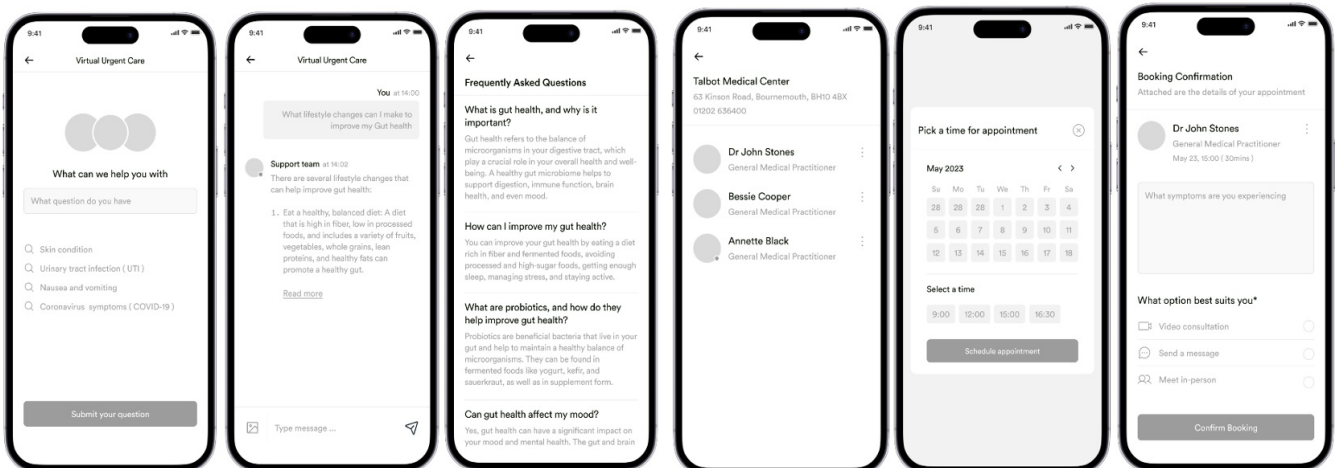 9:41
Virtual Urgent Care
What can we help you with
What question do you have
Skin condition
Urinary tract infection ( UTI )
Nausea and vomiting
Coronavirus symptoms ( COVID-19 )
Submit your question
9:41
Virtual Urgent Care
You at 14:00
What lifestyle changes can I make to
improve my Gut health
Support team at 14:02
There are several lifestyle changes that
can help improve gut health:
1. Eat a healthy, balanced diet: A diet
that is high in fiber, low in processed
foods, and includes a variety of fruits,
vegetables, whole grains, lean
proteins, and healthy fats can
promote a healthy gut.
Read more
Type message ...
9:41
Frequently Asked Questions
What is gut health, and why is it
important?
Gut health refers to the balance of
microorganisms in your digestive tract, which
play a crucial role in your overall health and well-
being. A healthy gut microbiome helps to
support digestion, immune function, brain
health, and even mood.
How can I improve my gut health?
You can improve your gut health by eating a diet
rich in fiber and fermented foods, avoiding
processed and high-sugar foods, getting enough
sleep, managing stress, and staying active.
What are probiotics, and how do they
help improve gut health?
Probiotics are beneficial bacteria that live in your
gut and help to maintain a healthy balance of
microorganisms. They can be found in
fermented foods like yogurt, kefir, and
sauerkraut, as well as in supplement form.
Can gut health affect my mood?
Yes, gut health can have a significant impact on
your mood and mental health. The gut and brain
9:41
Talbot Medical Center
63 Kinson Road, Bournemouth, BH10 4BX
01202 636400
Dr John Stones
General Medical Practitioner
Bessie Cooper
General Medical Practitioner
Annette Black
General Medical Practitioner
9:41
Pick a time for appointment
May 2023
Su Mo Tu We Th Fr Sa
28 28 28 1 2 3 4
5 6 7 8 9 10 11
12 13 14 15 16 17 18
Select a time
9:00 12:00 15:00 16:30
Schedule appointment
9:41
Booking Confirmation
Attached are the details of your appointment
Dr John Stones
General Medical Practitioner
May 23, 15:00 ( 30mins )
What symptoms are you experiencing
What option best suits you*
Video consultation
Send a message
Meet in-person
Confirm Booking